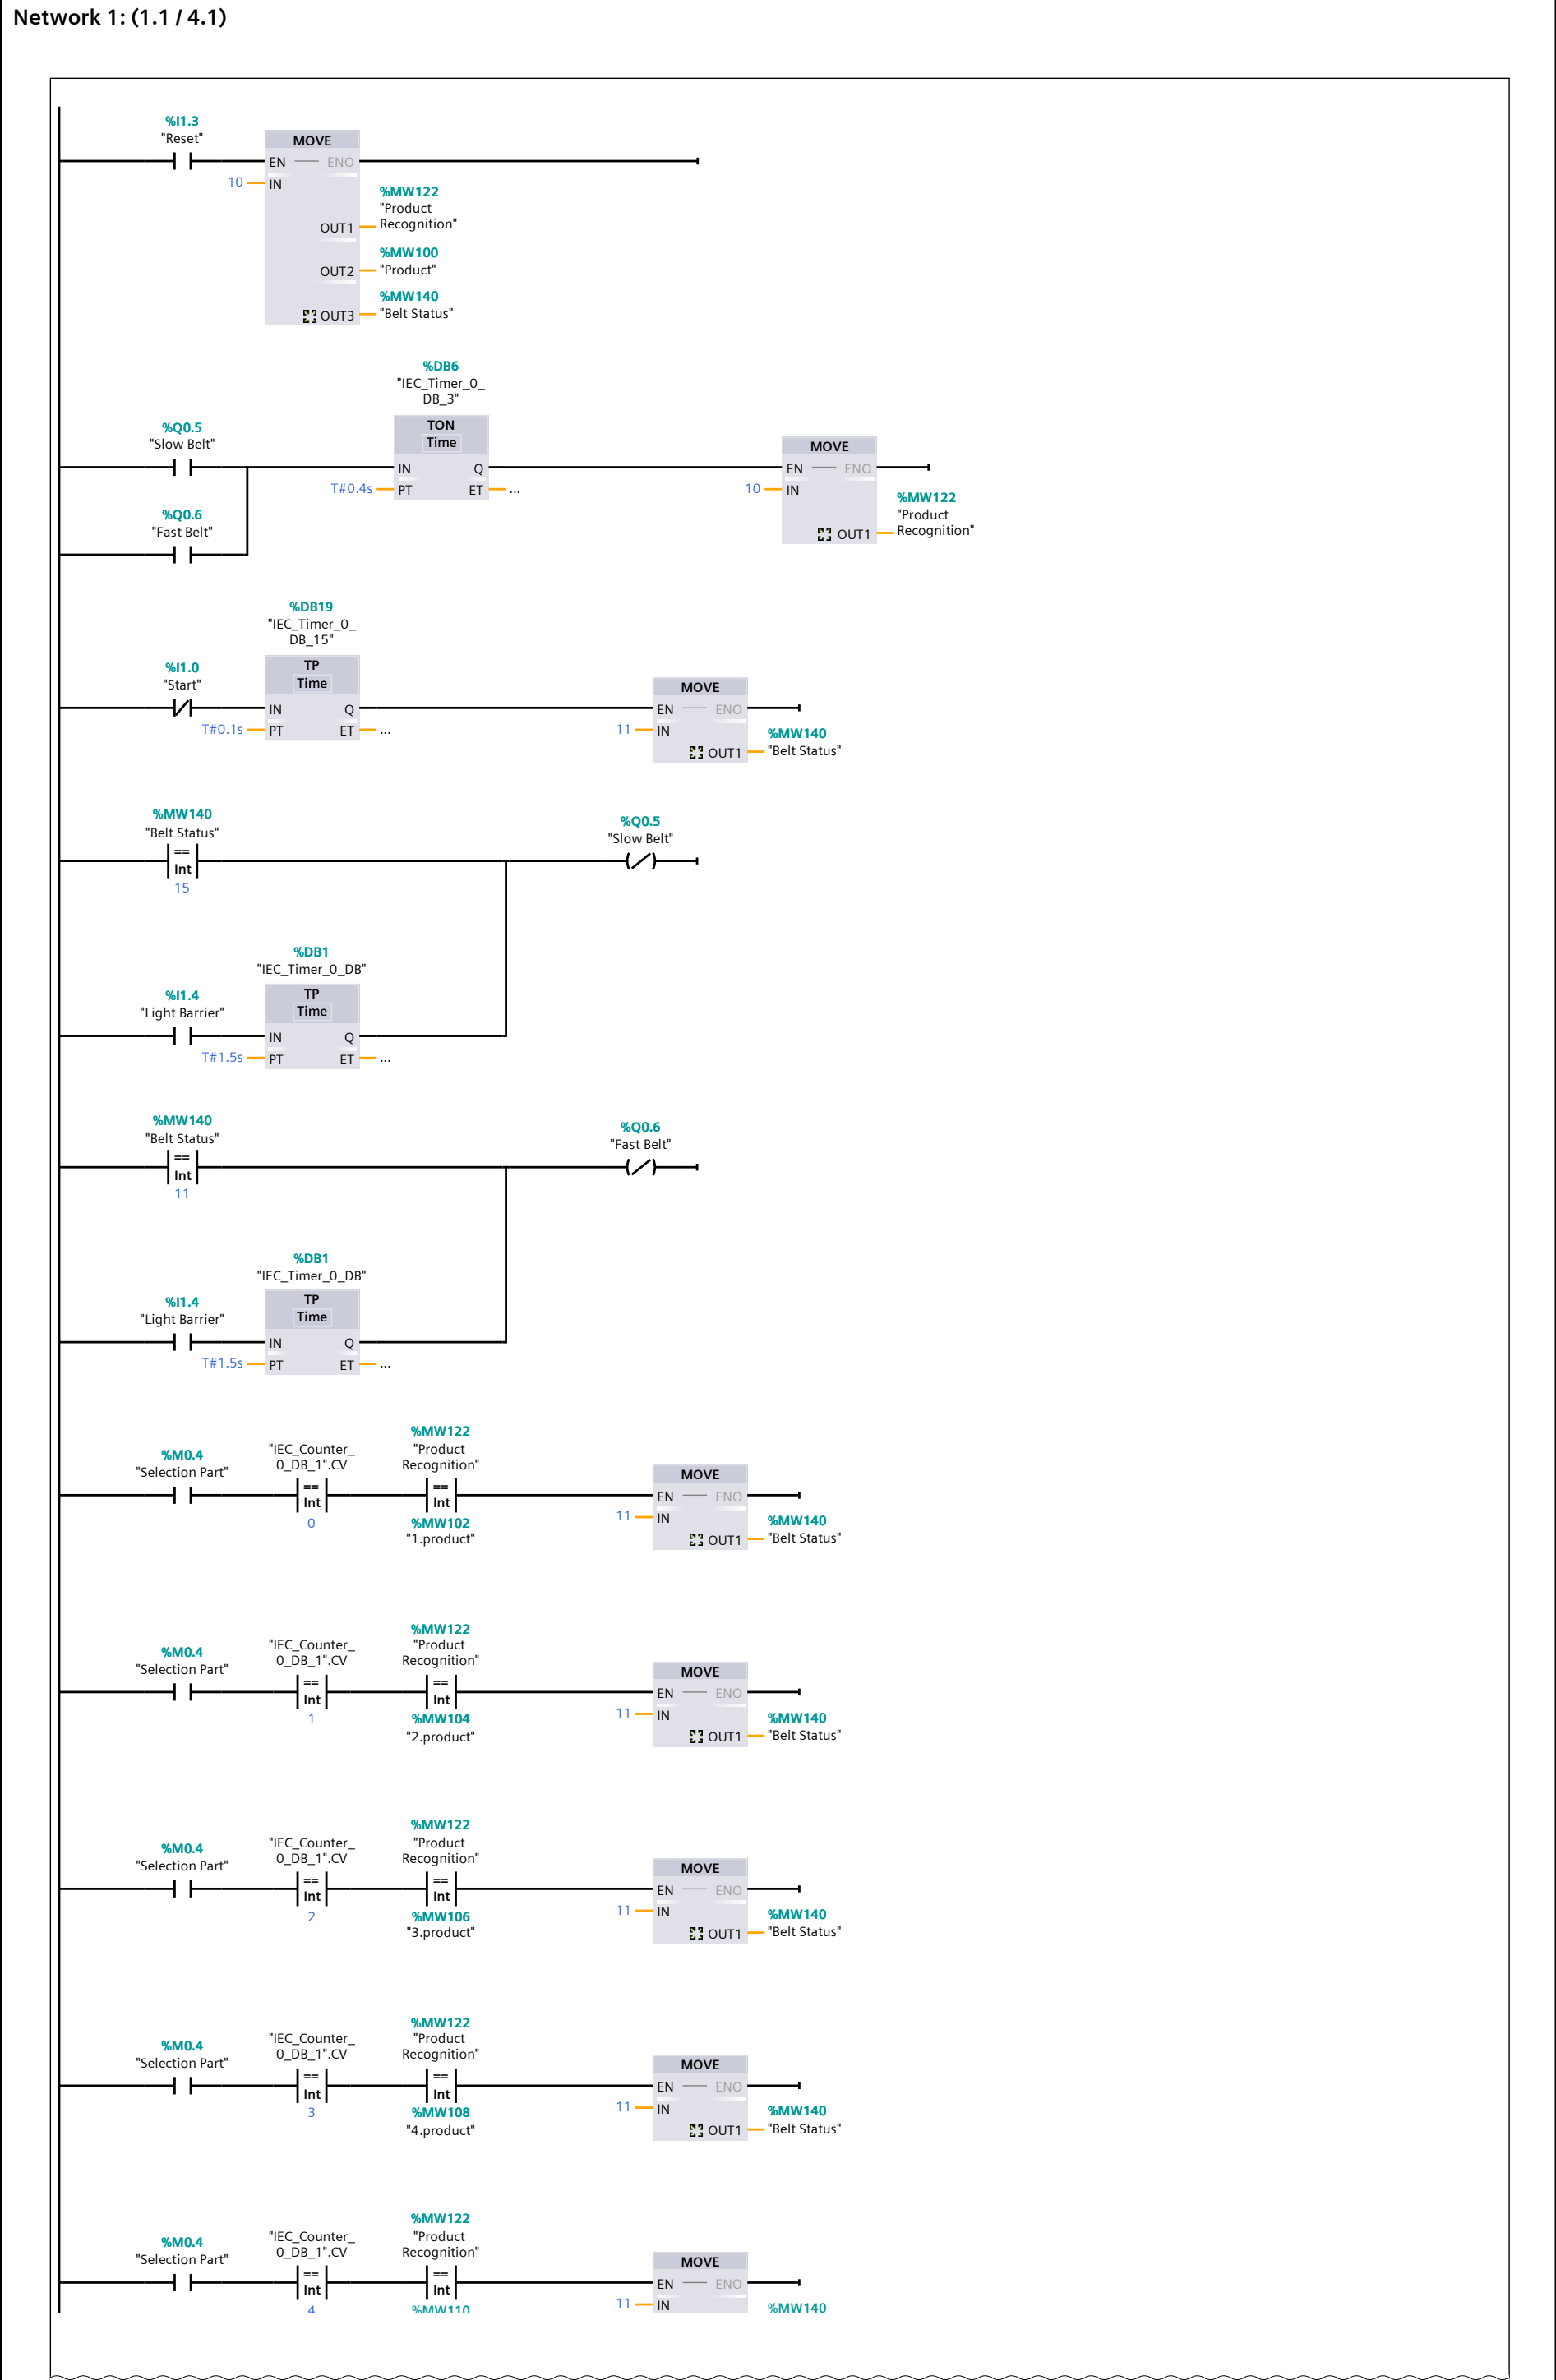 Network 1: (1.1 / 4.1)
%I1.3
"Reset"
MOVE
EN
ENO
10
IN
%MW122
"Product
Recognition"
OUT1
%MW100
OUT2
"Product"
%MW140
OUT3
"Belt Status"
%DB6
"IEC_Timer_0_
DB_3"
%Q0.5
"Slow Belt"
TON
Time
IN
Q
T#0.4s
PT
ET
...
MOVE
EN
ENO
10
IN
%MW122
"Product
Recognition"
OUT1
%Q0.6
"Fast Belt"
%DB19
"IEC_Timer_0_
DB_15"
%I1.0
"Start"
TP
Time
IN
Q
T#0.1s
PT
ET
...
MOVE
EN
ENO
11
IN
%MW140
OUT1
"Belt Status"
%MW140
"Belt Status"
==
Int
15
%Q0.5
"Slow Belt"
%DB1
"IEC_Timer_0_DB"
%I1.4
"Light Barrier"
TP
Time
IN
Q
T#1.5s
PT
ET
...
%MW140
"Belt Status"
==
Int
11
%Q0.6
"Fast Belt"
%DB1
"IEC_Timer_0_DB"
%I1.4
"Light Barrier"
TP
Time
IN
Q
T#1.5s
PT
ET
...
%M0.4
"Selection Part"
"IEC_Counter_
0_DB_1".CV
==
Int
0
%MW122
"Product
Recognition"
==
Int
%MW102
"1.product"
MOVE
EN
ENO
11
IN
%MW140
OUT1
"Belt Status"
%M0.4
"Selection Part"
"IEC_Counter_
0_DB_1".CV
==
Int
1
%MW122
"Product
Recognition"
==
Int
%MW104
"2.product"
MOVE
EN
ENO
11
IN
%MW140
OUT1
"Belt Status"
%M0.4
"Selection Part"
"IEC_Counter_
0_DB_1".CV
==
Int
2
%MW122
"Product
Recognition"
==
Int
%MW106
"3.product"
MOVE
EN
ENO
11
IN
%MW140
OUT1
"Belt Status"
%M0.4
"Selection Part"
"IEC_Counter_
0_DB_1".CV
==
Int
3
%MW122
"Product
Recognition"
==
Int
%MW108
"4.product"
MOVE
EN
ENO
11
IN
%MW140
OUT1
"Belt Status"
%M0.4
"Selection Part"
"IEC_Counter_
0_DB_1".CV
==
Int
4
%MW122
"Product
Recognition"
==
Int
%MW110
MOVE
EN
ENO
11
IN
%MW140